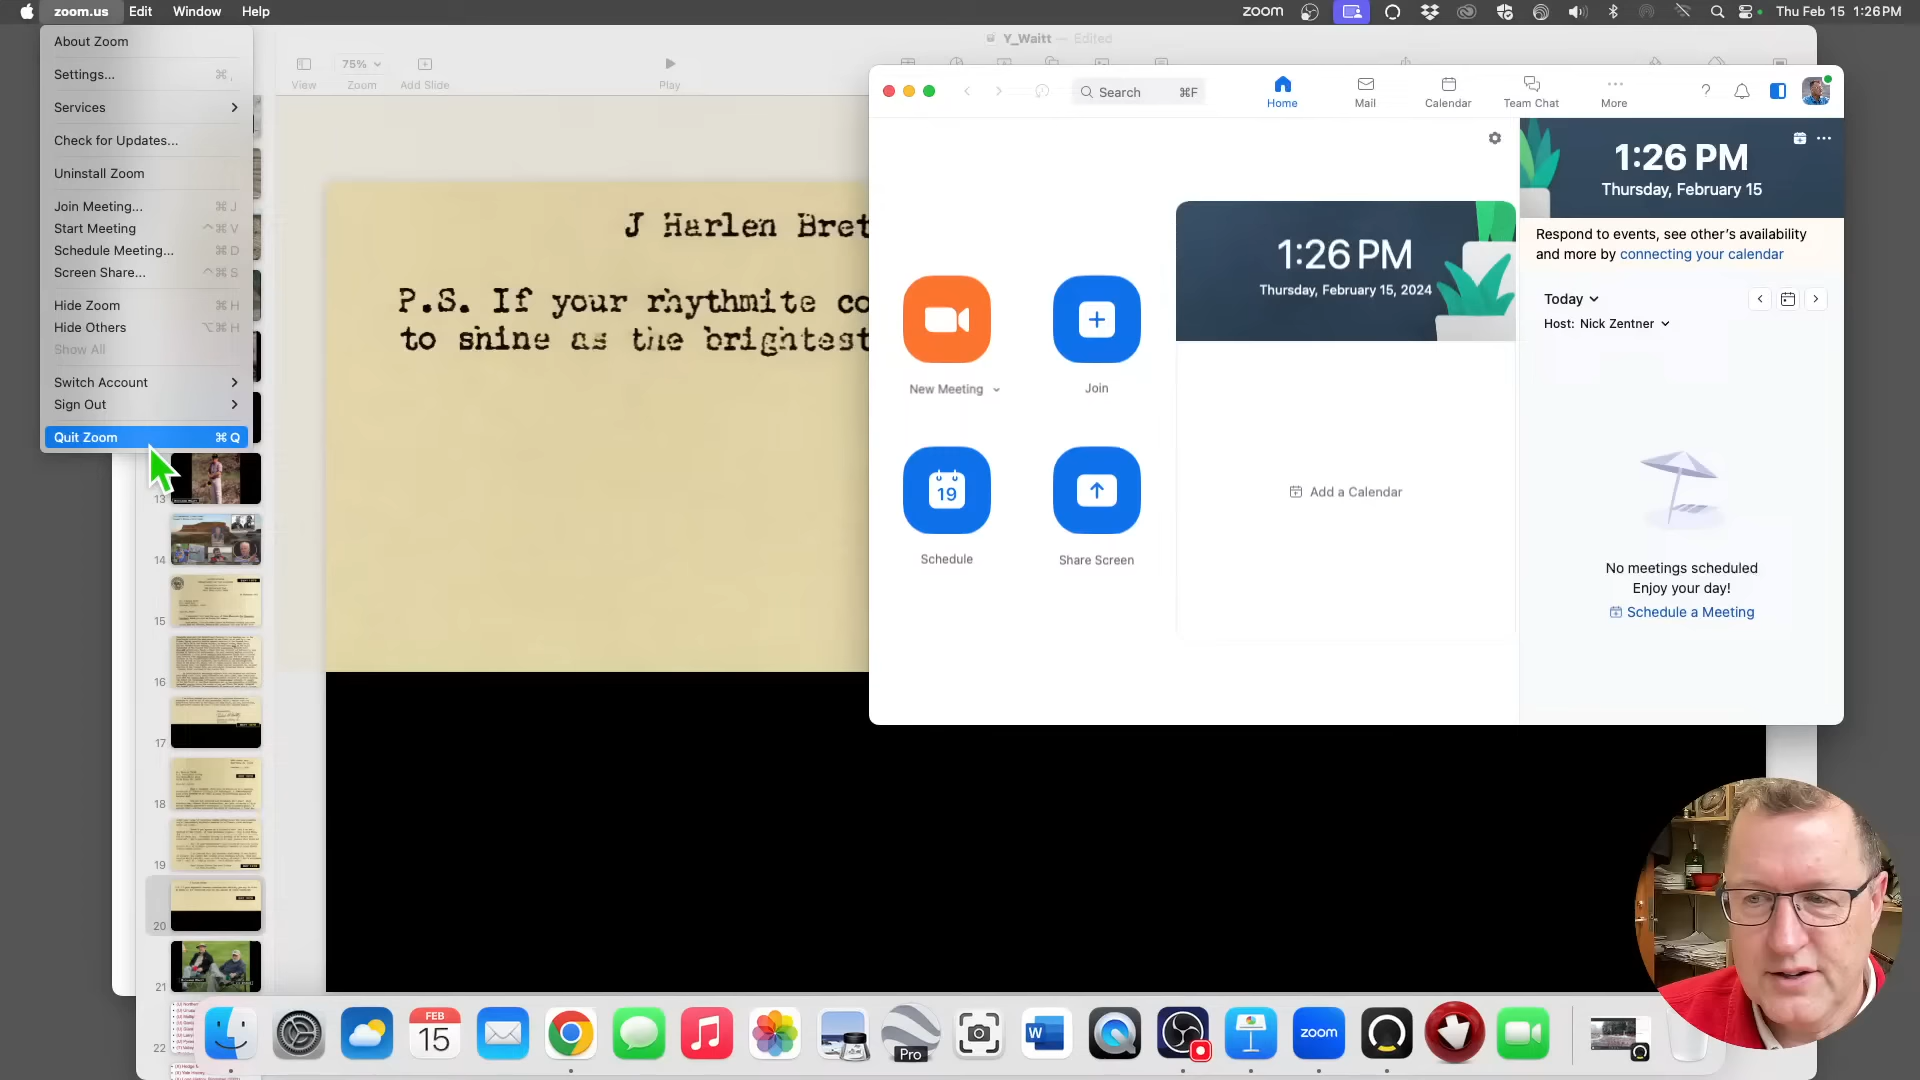 zoom.us Edit Window Help
zoom
Thu Feb 15 1:26 PM
About Zoom
Settings... ⌘ ,
Services
Check for Updates...
Uninstall Zoom
Join Meeting... ⌘ J
Start Meeting ^⌘ V
Schedule Meeting... ⌘ D
Screen Share... ^⌘ S
Hide Zoom ⌘ H
Hide Others ⌥⌘ H
Show All
Switch Account
Sign Out
Quit Zoom ⌘ Q
Y_Waitt — Edited
75%
View Zoom Add Slide Play
J Harlen Bret
P.S. If your rhythmite co
to shine as the brightest
Search ⌘F
Home Mail Calendar Team Chat More
1:26 PM
Thursday, February 15, 2024
New Meeting
Join
19
Schedule
Share Screen
Add a Calendar
1:26 PM
Thursday, February 15
Respond to events, see other's availability
and more by connecting your calendar
Today
Host: Nick Zentner
No meetings scheduled
Enjoy your day!
Schedule a Meeting
13
14
15
16
17
18
19
20
21
22
FEB
15
Pro
W
zoom